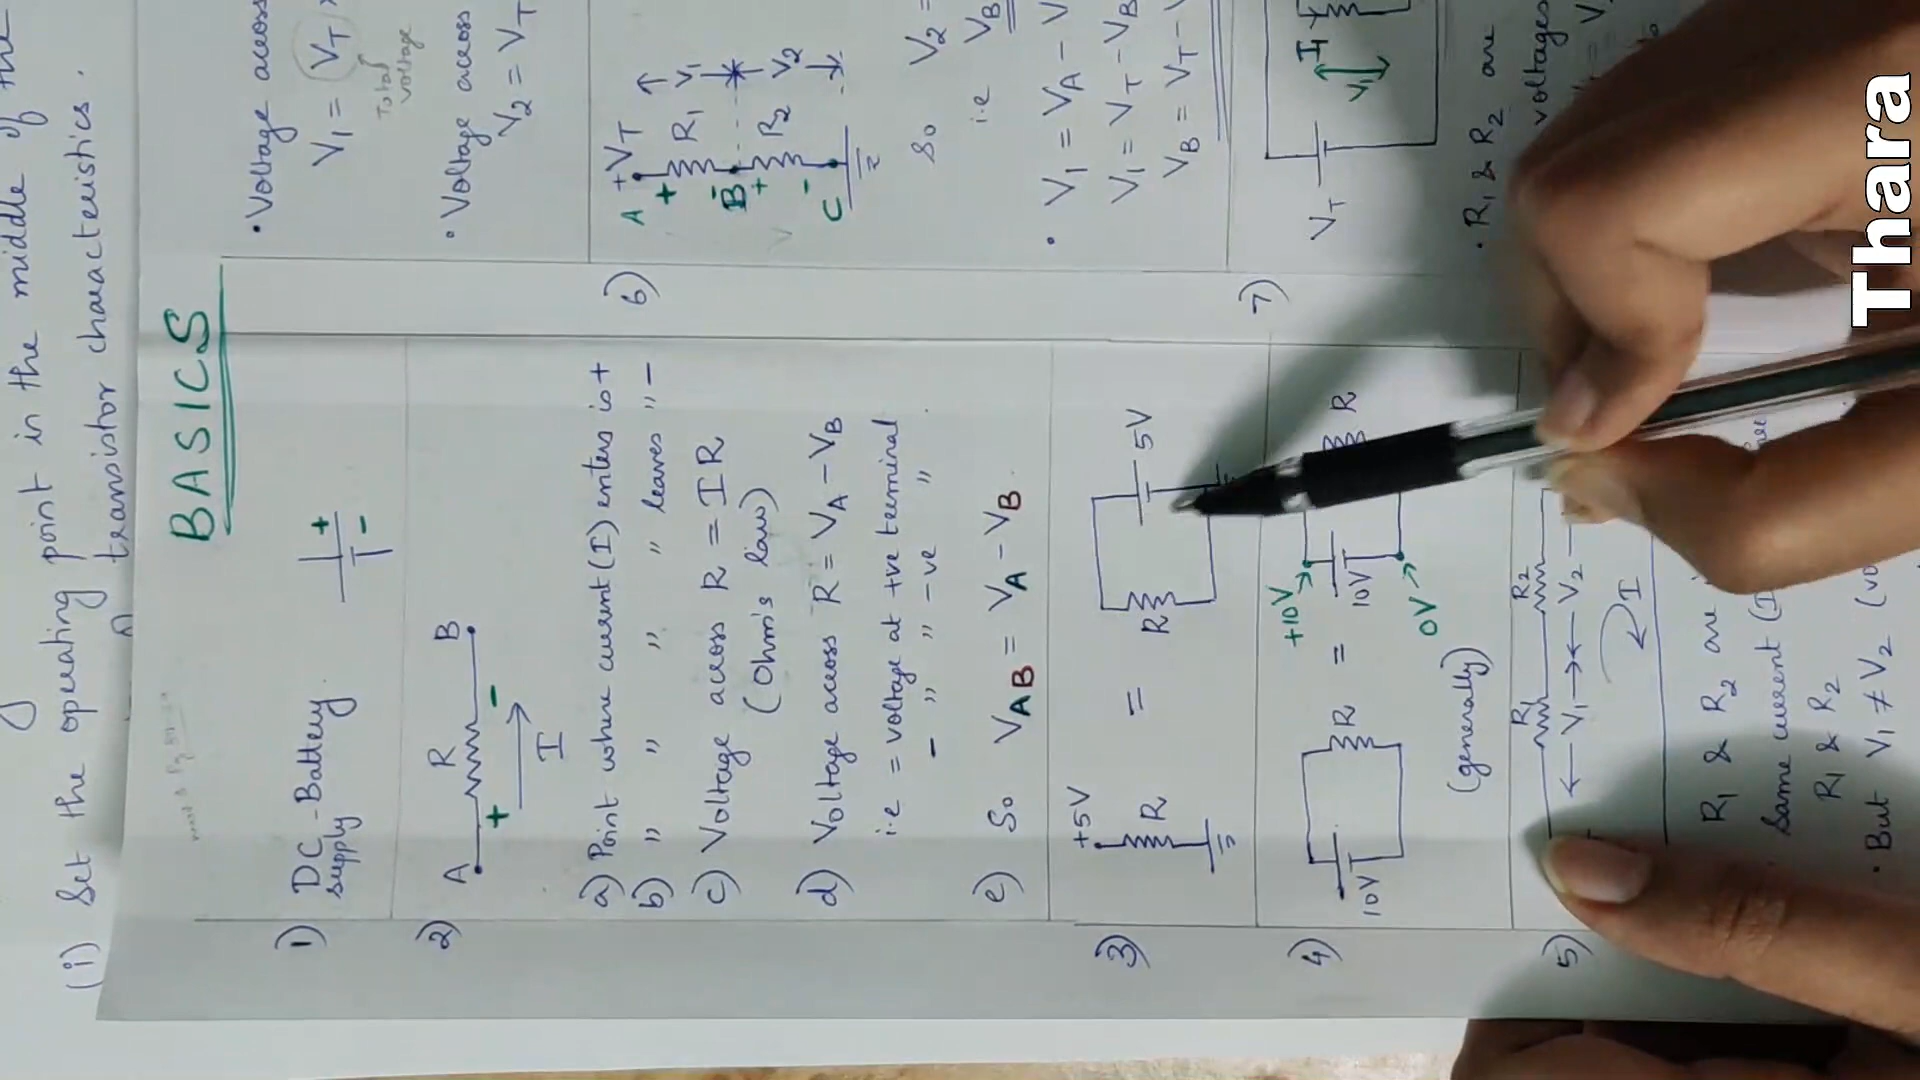 (i) Set the operating point in the middle of the
transistor characteristics.
BASICS
1) DC - Battery
supply
+
-
2) A R B
+ -
I
a) Point where current (I) enters is +
b) " " " " leaves " -
c) Voltage across R = IR
(Ohm's law)
d) Voltage across R = VA - VB
i.e = voltage at +ve terminal
- " " -ve "
e) So VAB = VA - VB.
3) +5V
R = R 5V
4) 10V R = 10V R
+10V
0V
(generally)
5) R1 R2
V1 V2
I
R1 & R2 are
Same current (I
R1 & R2
• But V1 ≠ V2 (vo
• Voltage across
V1 = VT
Total
voltage
• Voltage across
V2 = VT
6) A +VT
+ R1 V1
B -
+ R2 V2
C -
So V2 =
i.e VB
• V1 = VA - V
V1 = VT - VB
VB = VT - V
7) VT V1 I1
• R1 & R2 are
voltages
Thara